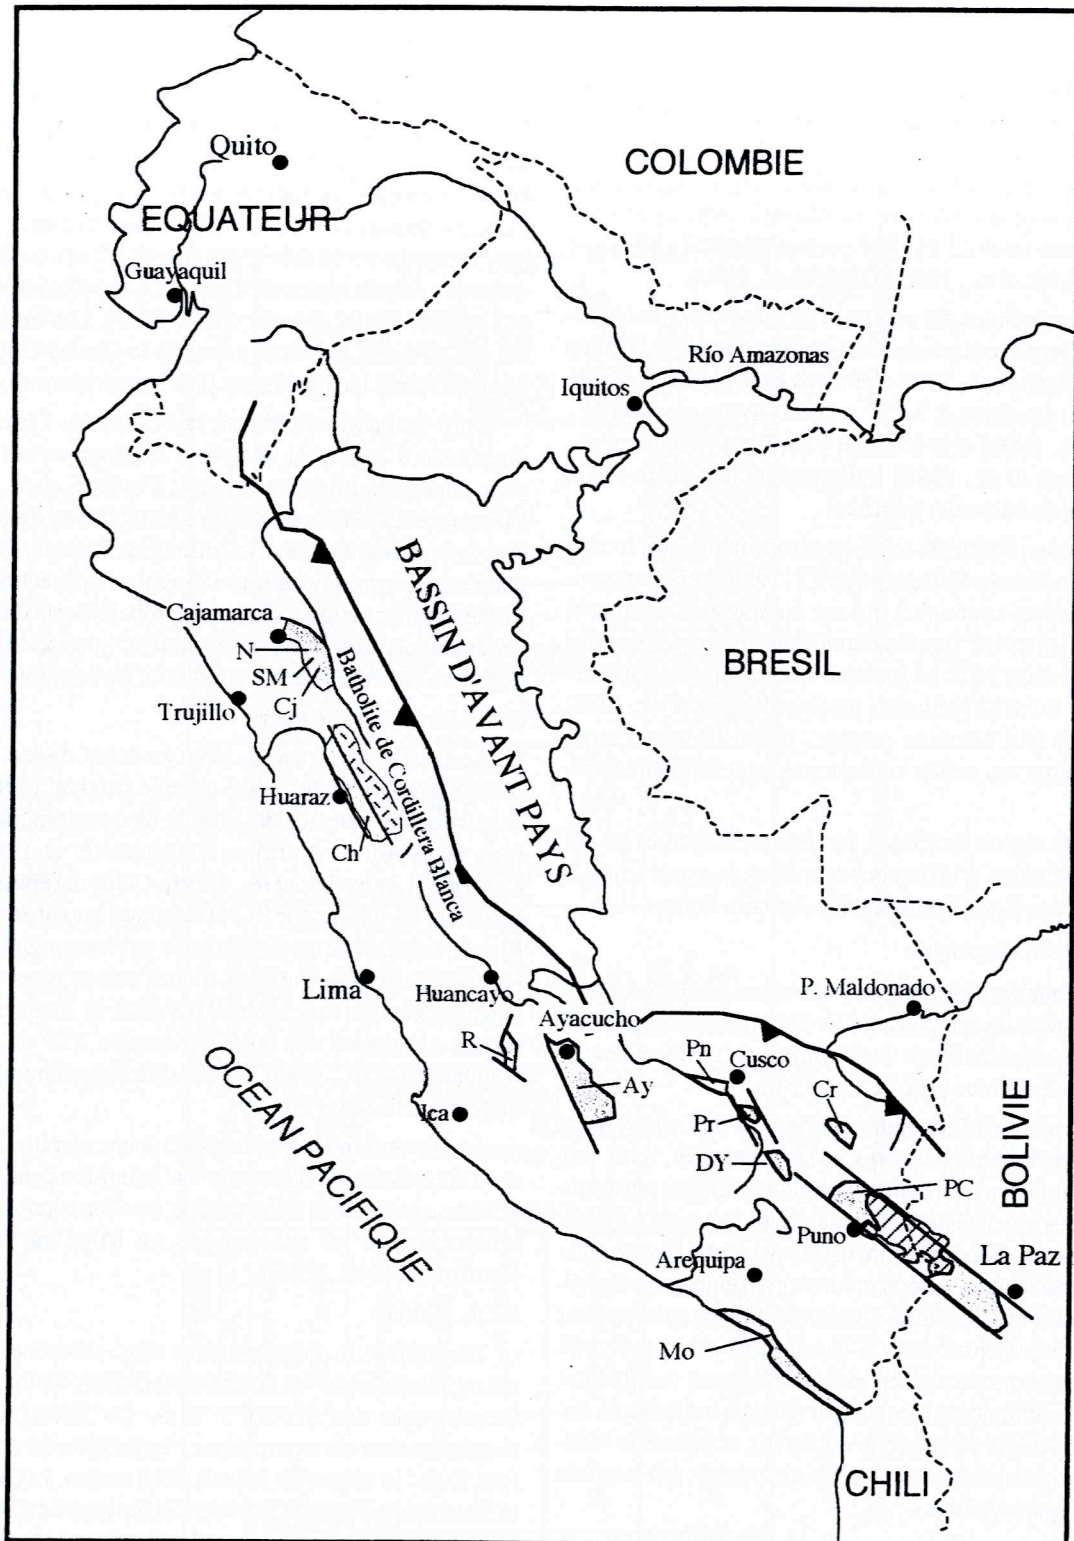 COLOMBIE
Quito
EQUATEUR
Guayaquil
Río Amazonas
Iquitos
BASSIN D'AVANT PAYS
Cajamarca
N
SM
Cj
BRESIL
Trujillo
Batholite de Cordillera Blanca
Huaraz
Ch
Lima
Huancayo
P. Maldonado
Ayacucho
R
Pn
Cusco
Ay
Cr
Ica
Pr
DY
PC
BOLIVIE
OCEAN PACIFIQUE
Puno
Arequipa
La Paz
Mo
CHILI